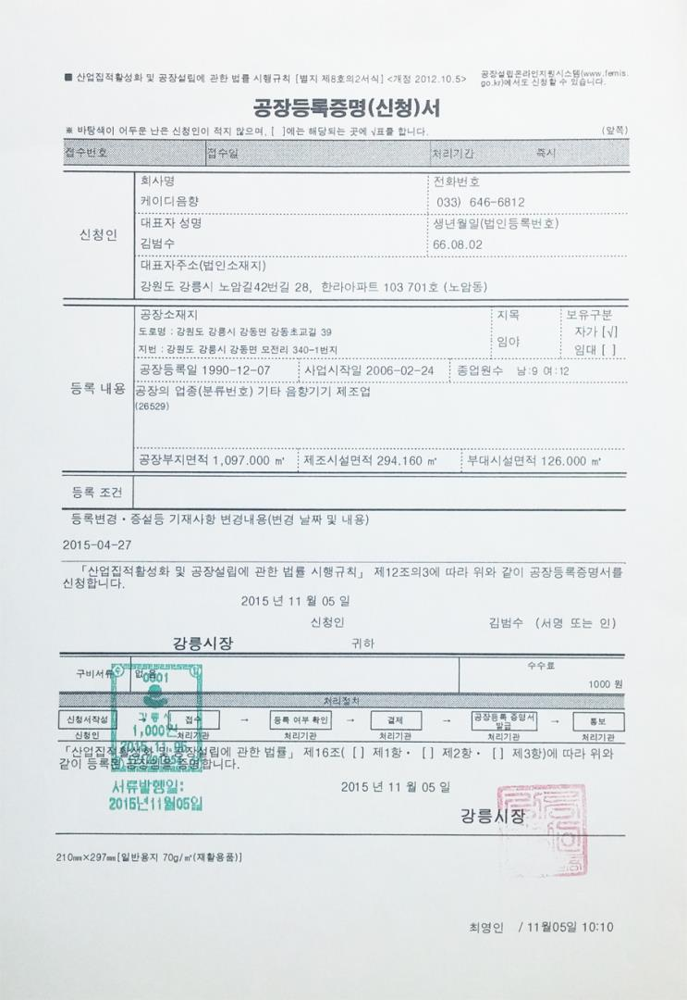 ■ 산업집적활성화 및 공장설립에 관한 법률 시행규칙 [별지 제8호의2서식] <개정 2012.10.5>
공장설립온라인지원시스템(www.femis.
go.kr)에서도 신청할 수 있습니다.
공장등록증명(신청)서
※ 바탕색이 어두운 난은 신청인이 적지 않으며, [ ]에는 해당되는 곳에 √표를 합니다.
(앞쪽)
접수번호 접수일 처리기간 즉시
신청인
회사명 전화번호
케이디음향 033) 646-6812
대표자 성명 생년월일(법인등록번호)
김범수 66.08.02
대표자주소(법인소재지)
강원도 강릉시 노암길42번길 28, 한라아파트 103 701호 (노암동)
등록 내용
공장소재지 지목 보유구분
도로명 : 강원도 강릉시 강동면 강동초교길 39 임야 자가 [√]
지번 : 강원도 강릉시 강동면 모전리 340-1번지 임대 [ ]
공장등록일 1990-12-07 사업시작일 2006-02-24 종업원수 남:9 여:12
공장의 업종(분류번호) 기타 음향기기 제조업
(26529)
공장부지면적 1,097.000 ㎡ 제조시설면적 294.160 ㎡ 부대시설면적 126.000 ㎡
등록 조건
등록변경·증설등 기재사항 변경내용(변경 날짜 및 내용)
2015-04-27
「산업집적활성화 및 공장설립에 관한 법률 시행규칙」 제12조의3에 따라 위와 같이 공장등록증명서를
신청합니다.
2015 년 11 월 05 일
신청인 김범수 (서명 또는 인)
강릉시장 귀하
구비서류 없음 수수료
1000 원
0001
강릉시
1,000원
2015.11.05
처리절차
신청서작성 → 접수 → 등록 여부 확인 → 결제 → 공장등록 증명서 발급 → 통보
신청인 처리기관 처리기관 처리기관 처리기관 처리기관
「산업집적활성화 및 공장설립에 관한 법률」 제16조( [ ] 제1항· [ ] 제2항· [ ] 제3항)에 따라 위와
같이 등록된 공장임을 증명합니다.
서류발행일:
2015년11월05일
2015 년 11 월 05 일
강릉시장
210㎜×297㎜[일반용지 70g/㎡(재활용품)]
최영인 / 11월05일 10:10